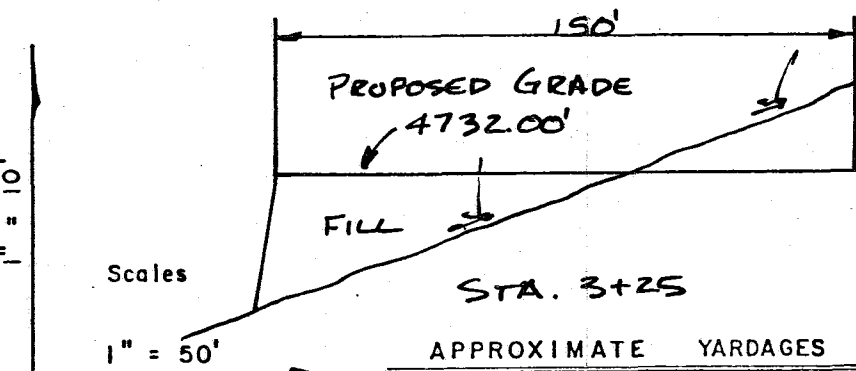 150'
PROPOSED GRADE
4732.00'
1" = 10'
FILL
Scales
STA. 3+25
1" = 50'
APPROXIMATE YARDAGES